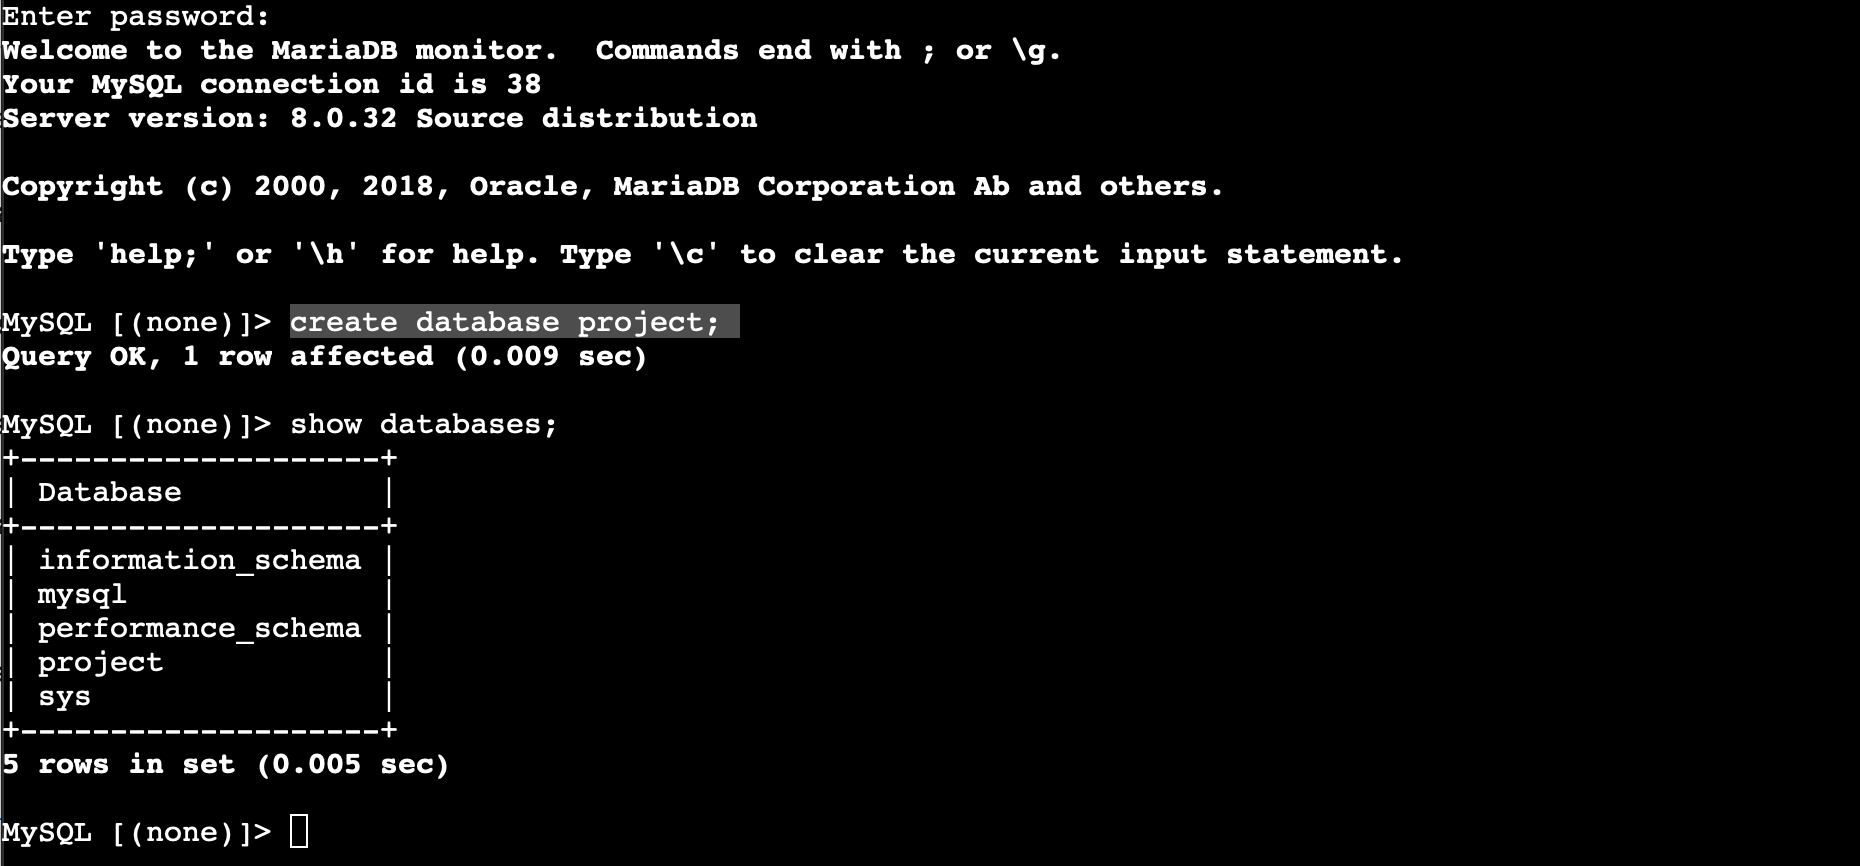 Enter password:
Welcome to the MariaDB monitor.  Commands end with ; or \g.
Your MySQL connection id is 38
Server version: 8.0.32 Source distribution

Copyright (c) 2000, 2018, Oracle, MariaDB Corporation Ab and others.

Type 'help;' or '\h' for help. Type '\c' to clear the current input statement.

MySQL [(none)]> create database project;
Query OK, 1 row affected (0.009 sec)

MySQL [(none)]> show databases;
+--------------------+
| Database           |
+--------------------+
| information_schema |
| mysql              |
| performance_schema |
| project            |
| sys                |
+--------------------+
5 rows in set (0.005 sec)

MySQL [(none)]>